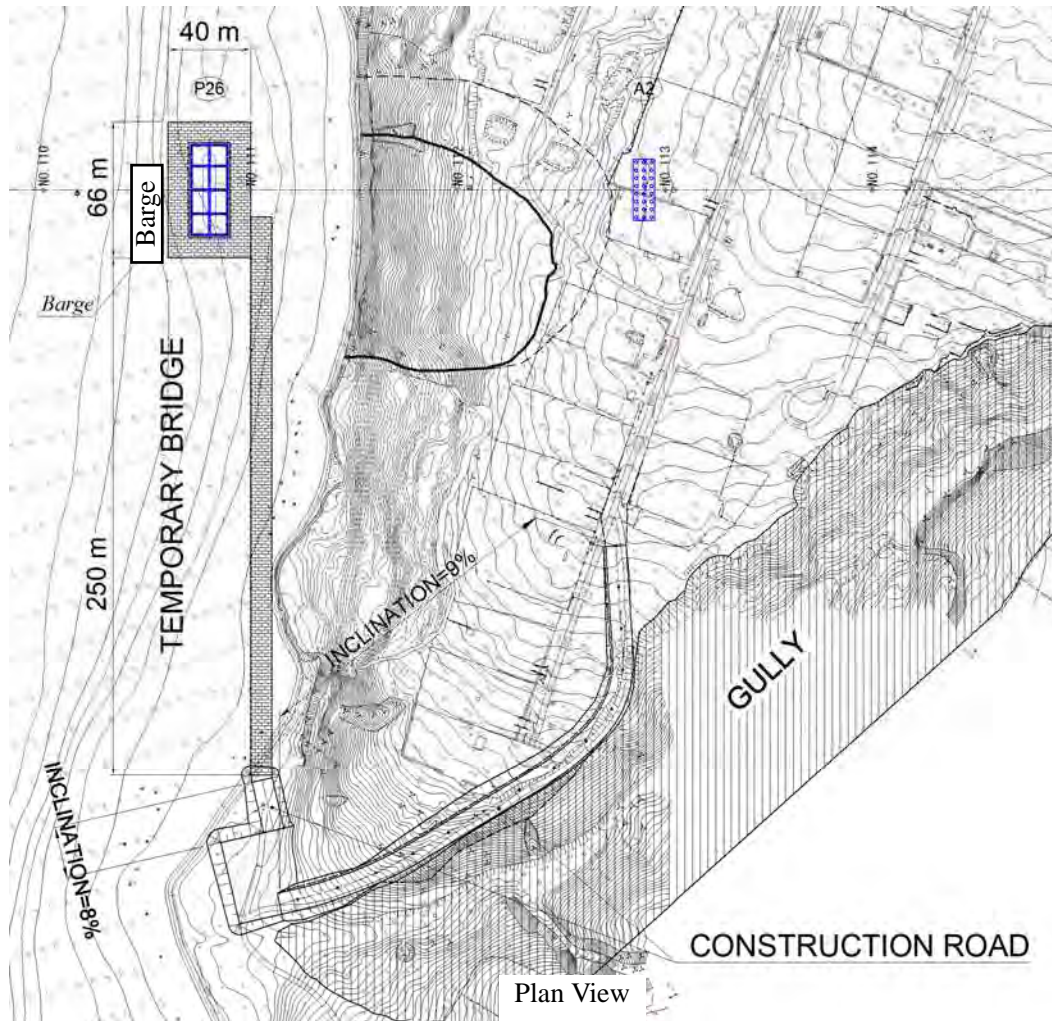 40 m
P26
A2
NO. 110
NO. 111
NO. 113
NO. 114
66 m
Barge
Barge
TEMPORARY BRIDGE
250 m
INCLINATION=9%
GULLY
INCLINATION=8%
CONSTRUCTION ROAD
Plan View